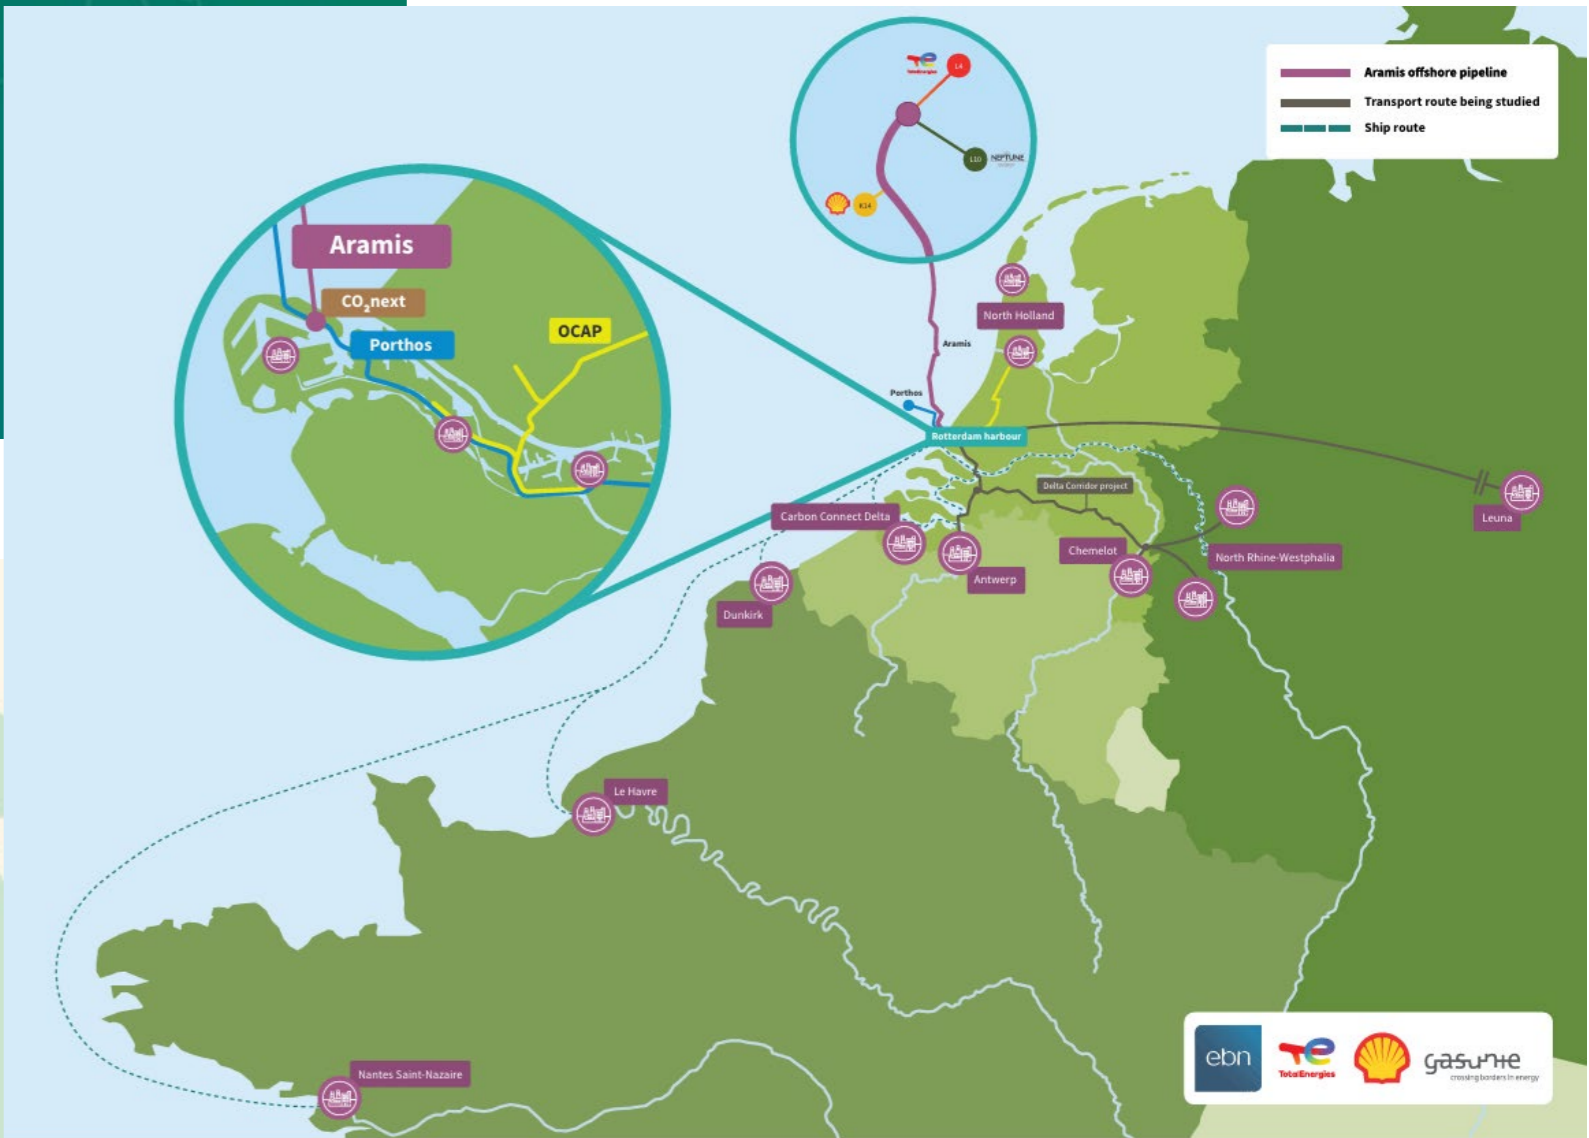 Aramis offshore pipeline
Transport route being studied
Ship route
TotalEnergies
L4
L10
NEPTUNE
K14
Aramis
CO₂next
Porthos
OCAP
North Holland
Aramis
Porthos
Rotterdam harbour
Delta Corridor project
Leuna
Carbon Connect Delta
Chemelot
North Rhine-Westphalia
Antwerp
Dunkirk
Le Havre
Nantes Saint-Nazaire
ebn
TotalEnergies
gasunie
crossing borders in energy